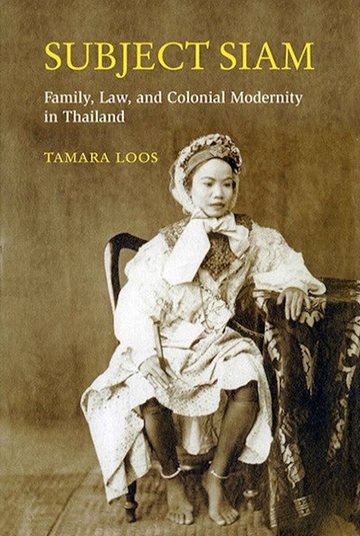 SUBJECT SIAM
Family, Law, and Colonial Modernity
in Thailand
TAMARA LOOS